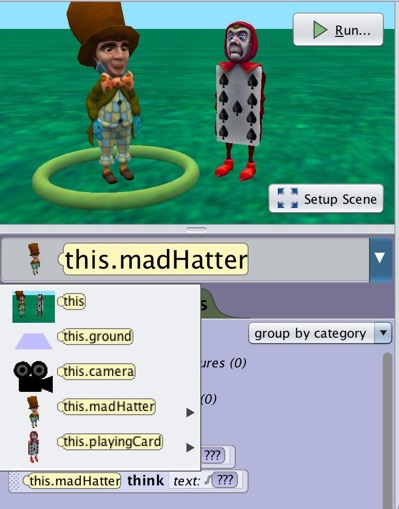 Run...
Setup Scene
this.madHatter
this
s
this.ground
group by category
ures (0)
this.camera
this.madHatter
(0)
this.playingCard
???
this.madHatter think text: ???